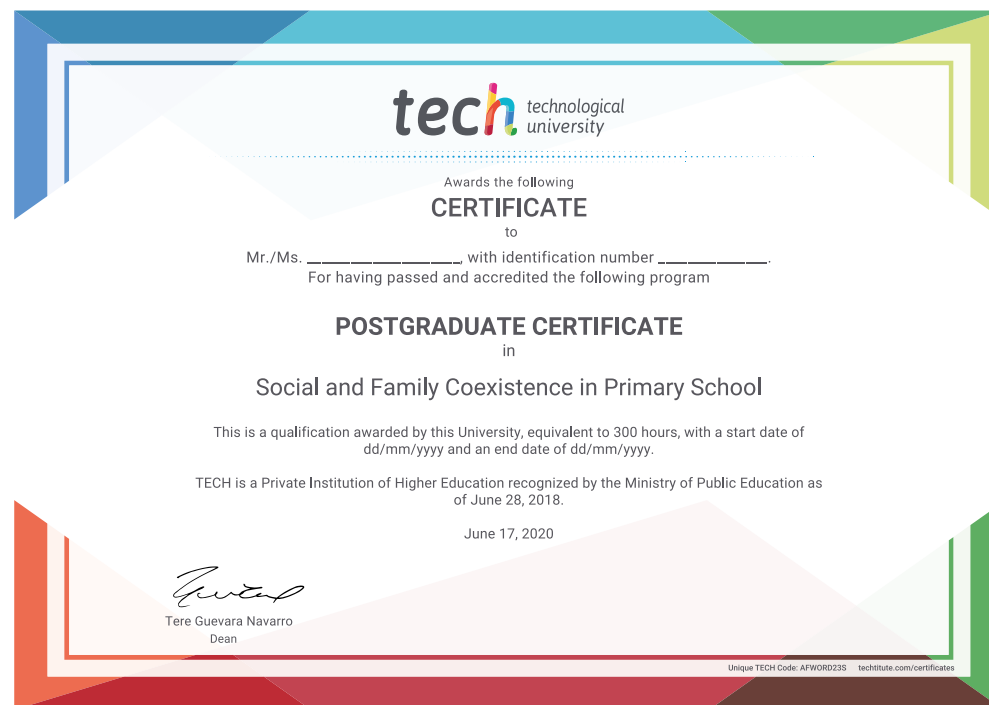 tech technological
university
Awards the following
CERTIFICATE
to
Mr./Ms. ____________________, with identification number ______________.
For having passed and accredited the following program
POSTGRADUATE CERTIFICATE
in
Social and Family Coexistence in Primary School
This is a qualification awarded by this University, equivalent to 300 hours, with a start date of
dd/mm/yyyy and an end date of dd/mm/yyyy.
TECH is a Private Institution of Higher Education recognized by the Ministry of Public Education as
of June 28, 2018.
June 17, 2020
Tere Guevara Navarro
Dean
Unique TECH Code: AFWORD23S techtitute.com/certificates